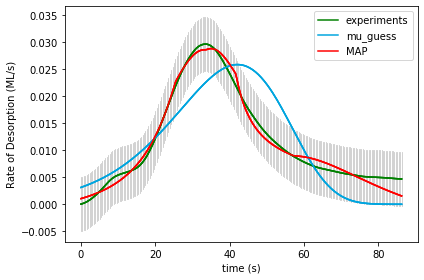 experiments
mu_guess
MAP
Rate of Desorption (ML/s)
0.035
0.030
0.025
0.020
0.015
0.010
0.005
0.000
−0.005
0 20 40 60 80
time (s)